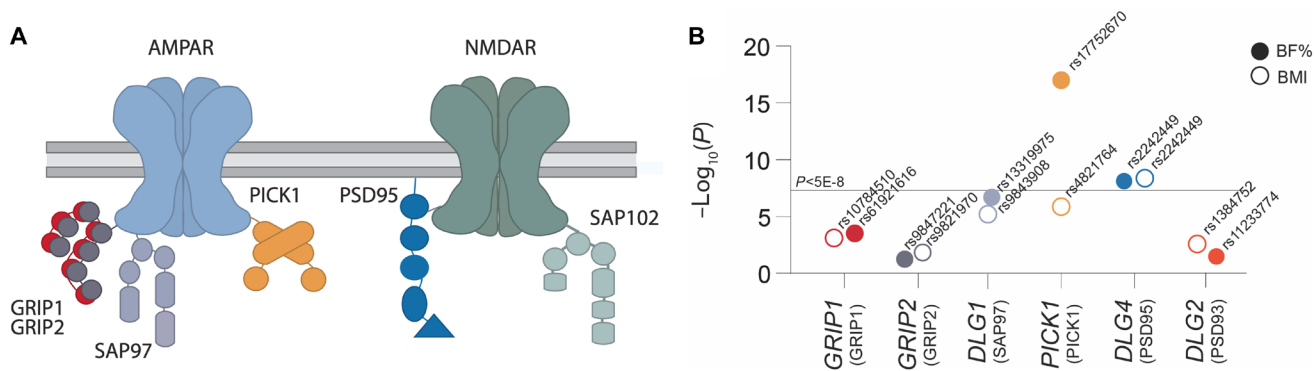 A
AMPAR
NMDAR
PICK1
PSD95
SAP102
GRIP1
GRIP2
SAP97
B
20
15
10
5
0
−Log10(P)
P<5E-8
BF%
BMI
rs10784510
rs61921616
rs9847221
rs9821970
rs13319975
rs9843908
rs17752670
rs4821764
rs2242449
rs2242449
rs1384752
rs11233774
GRIP1
(GRIP1)
GRIP2
(GRIP2)
DLG1
(SAP97)
PICK1
(PICK1)
DLG4
(PSD95)
DLG2
(PSD93)